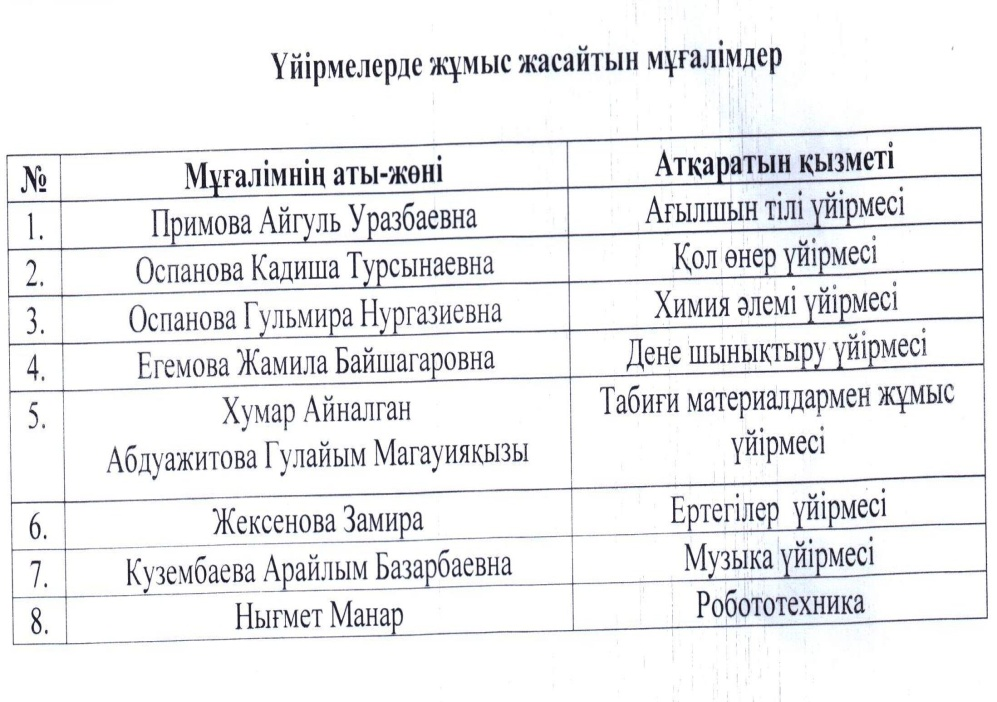 Үйірмелерде жұмыс жасайтын мұғалімдер
№ Мұғалімнің аты-жөні Атқаратын қызметі
1. Примова Айгуль Уразбаевна Ағылшын тілі үйірмесі
2. Оспанова Кадиша Турсынаевна Қол өнер үйірмесі
3. Оспанова Гульмира Нургазиевна Химия әлемі үйірмесі
4. Егемова Жамила Байшагаровна Дене шынықтыру үйірмесі
5. Хумар Айналган Табиғи материалдармен жұмыс
Абдуажитова Гулайым Магауияқызы үйірмесі
6. Жексенова Замира Ертегілер үйірмесі
7. Кузембаева Арайлым Базарбаевна Музыка үйірмесі
8. Нығмет Манар Робототехника